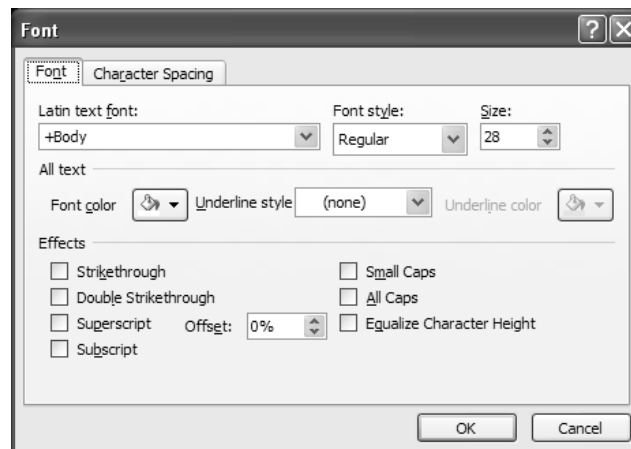 Font
Font Character Spacing
Latin text font: Font style: Size:
+Body Regular 28
All text
Font color Underline style (none) Underline color
Effects
Strikethrough Small Caps
Double Strikethrough All Caps
Superscript Offset: 0% Equalize Character Height
Subscript
OK Cancel